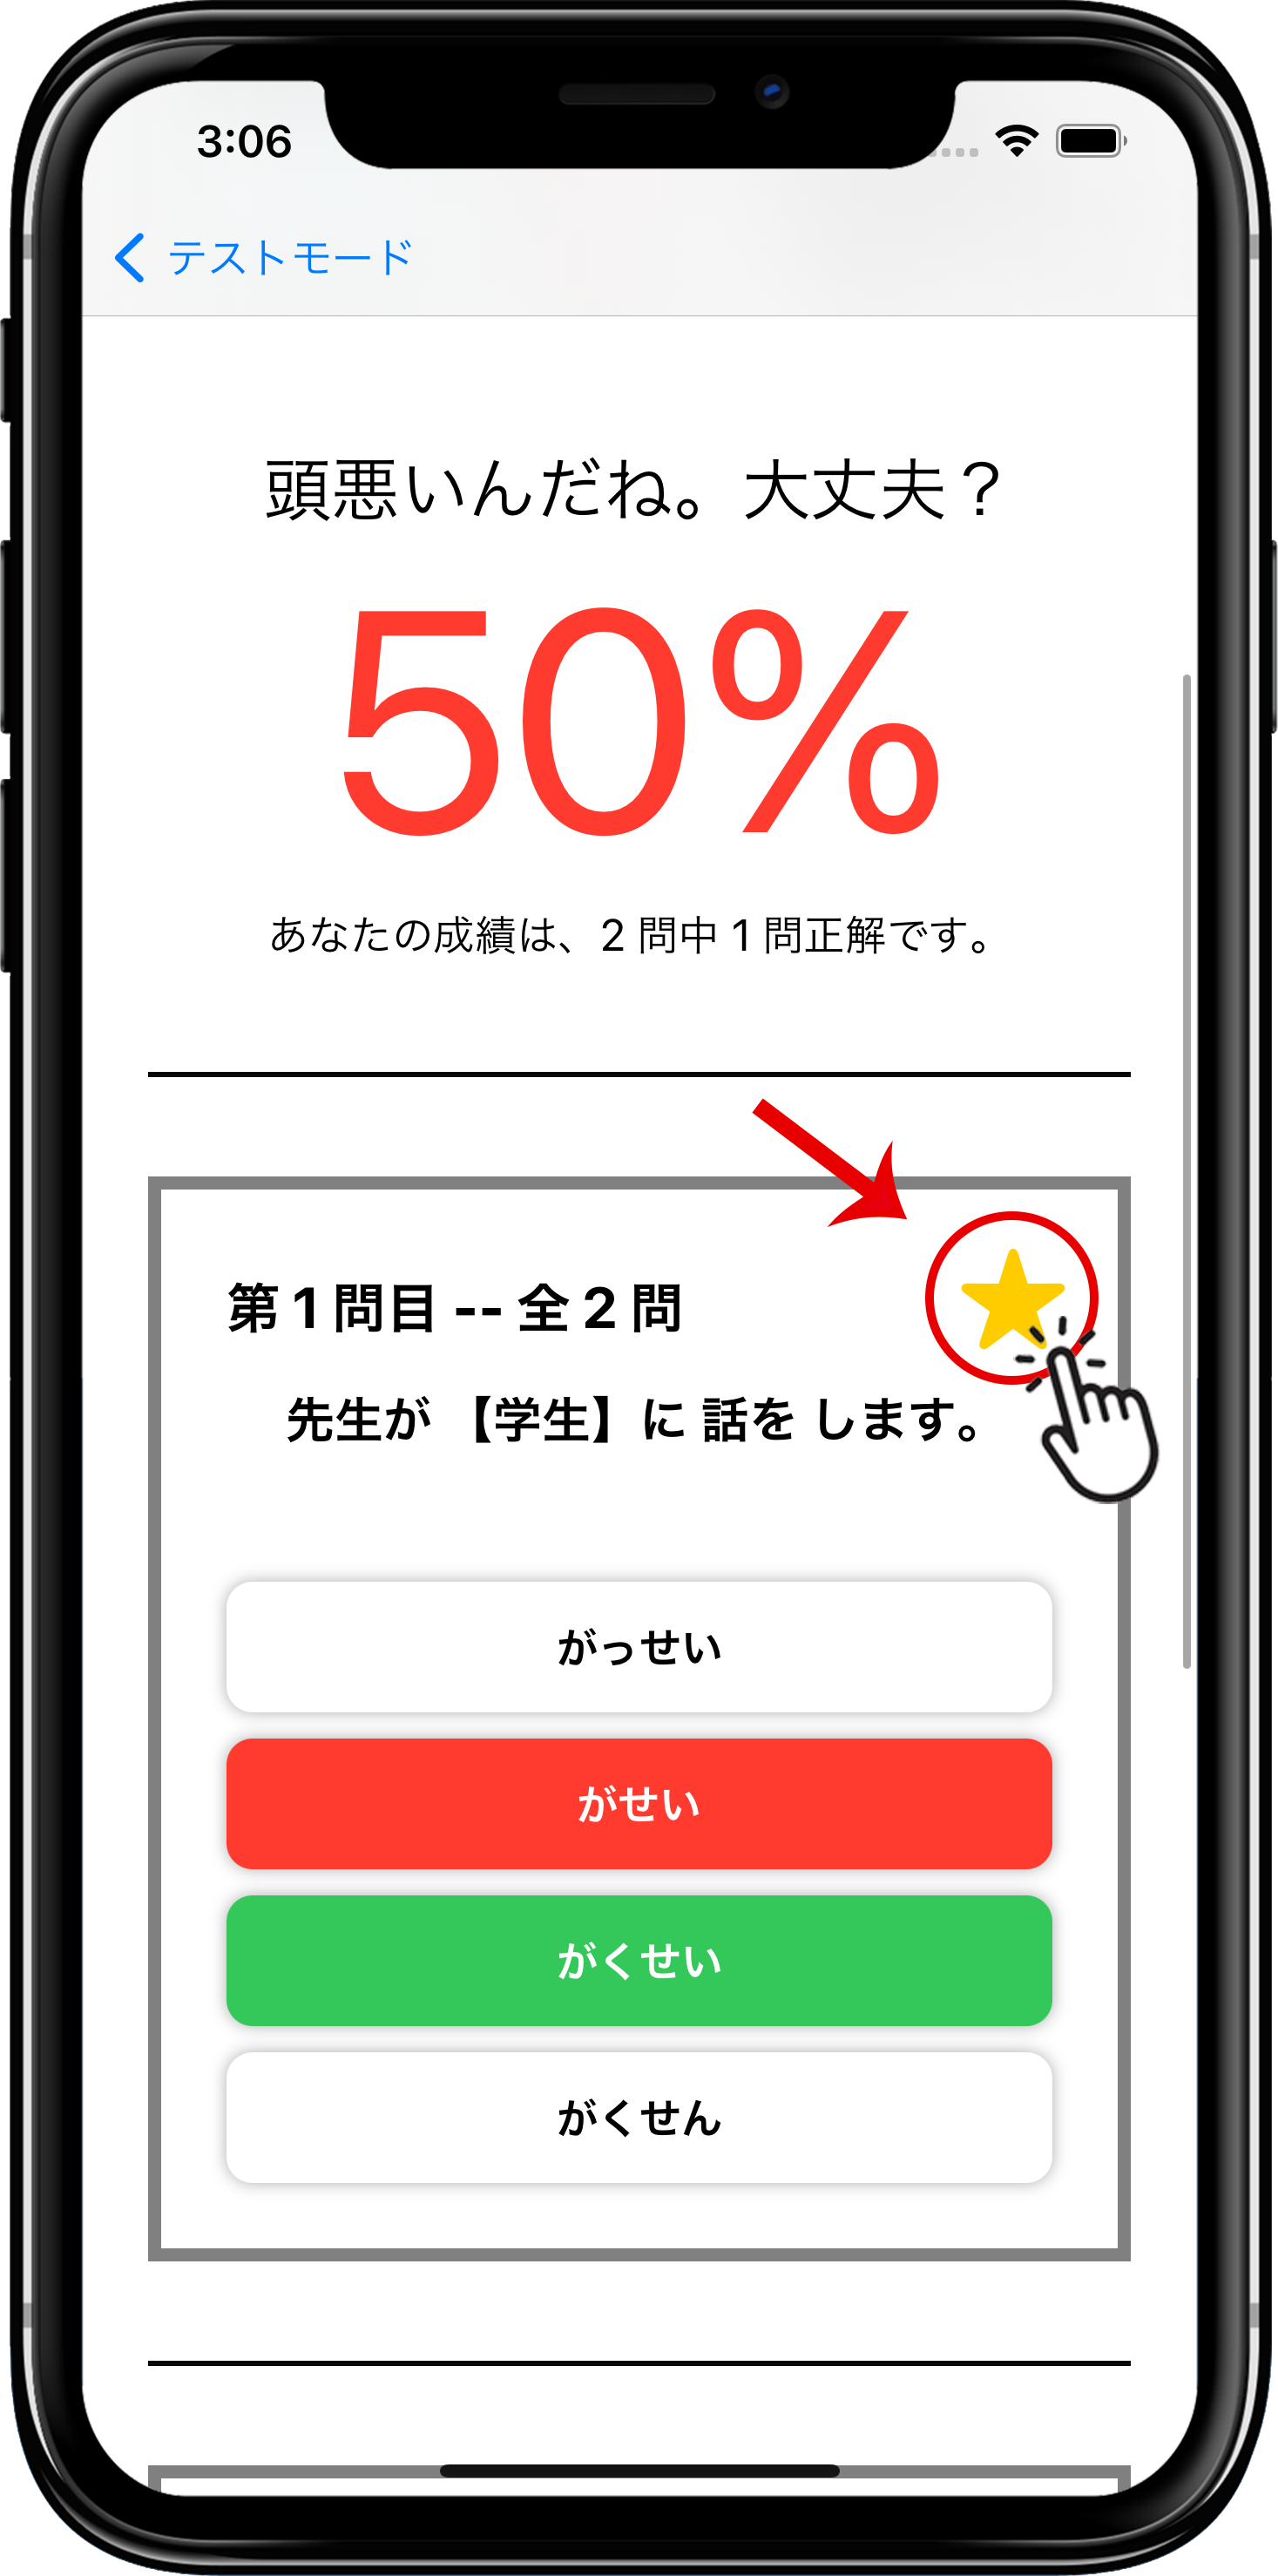 3:06
テストモード
頭悪いんだね。大丈夫？
50%
あなたの成績は、2 問中 1 問正解です。
第 1 問目 -- 全 2 問
先生が 【学生】に 話を します。
がっせい
がせい
がくせい
がくせん